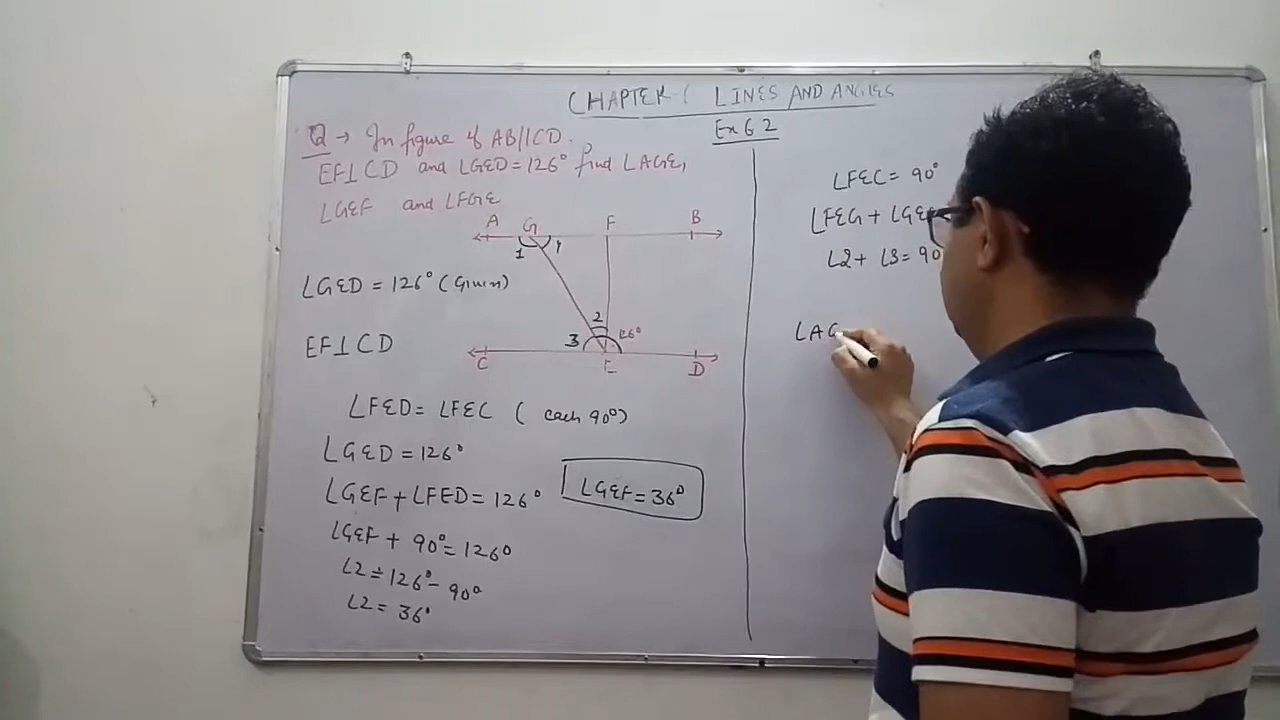 CHAPTER 6 LINES AND ANGLES
Ex 6 2
Q → In figure if AB||CD.
EF⊥CD and ∠GED=126° find ∠AGE,
∠GEF and ∠FGE
A G F B
1 4
∠GED = 126° (Given)
2
3 126°
EF⊥CD
C E D
∠FED = ∠FEC ( each 90°)
∠GED = 126°
∠GEF + ∠FED = 126°
∠GEF + 90° = 126°
∠2 = 126° - 90°
∠2 = 36°
∠GEF = 36°
∠FEC = 90°
∠FEG + ∠GEC
∠2 + ∠3 = 90
∠AG